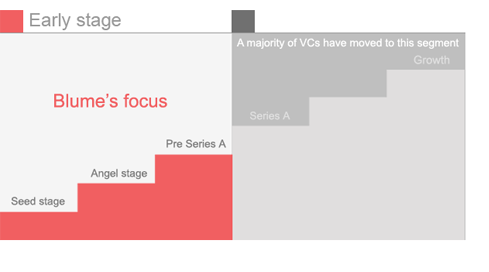 Early stage
A majority of VCs have moved to this segment
Growth
Blume's focus
Series A
Pre Series A
Angel stage
Seed stage